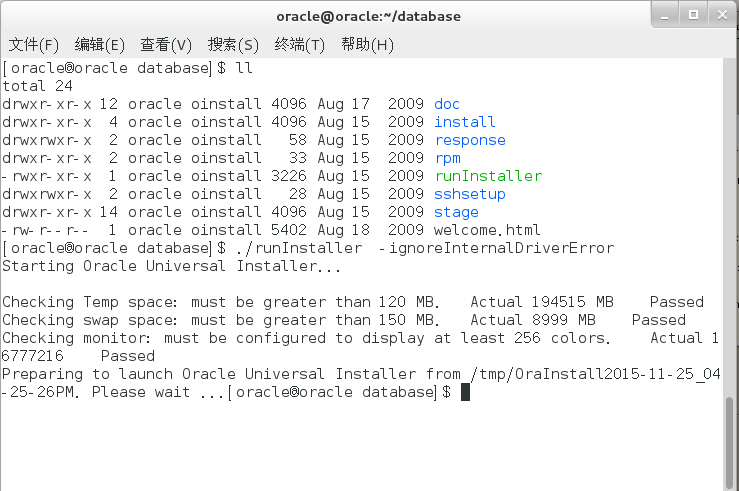 oracle@oracle:~/database
文件(F) 编辑(E) 查看(V) 搜索(S) 终端(T) 帮助(H)
[oracle@oracle database]$ ll
total 24
drwxr-xr-x 12 oracle oinstall 4096 Aug 17  2009 doc
drwxr-xr-x  4 oracle oinstall 4096 Aug 15  2009 install
drwxrwxr-x  2 oracle oinstall   58 Aug 15  2009 response
drwxr-xr-x  2 oracle oinstall   33 Aug 15  2009 rpm
-rwxr-xr-x  1 oracle oinstall 3226 Aug 15  2009 runInstaller
drwxrwxr-x  2 oracle oinstall   28 Aug 15  2009 sshsetup
drwxr-xr-x 14 oracle oinstall 4096 Aug 15  2009 stage
-rw-r--r--  1 oracle oinstall 5402 Aug 18  2009 welcome.html
[oracle@oracle database]$ ./runInstaller  -ignoreInternalDriverError
Starting Oracle Universal Installer...
Checking Temp space: must be greater than 120 MB.   Actual 194515 MB    Passed
Checking swap space: must be greater than 150 MB.   Actual 8999 MB    Passed
Checking monitor: must be configured to display at least 256 colors.    Actual 1
6777216    Passed
Preparing to launch Oracle Universal Installer from /tmp/OraInstall2015-11-25_04
-25-26PM. Please wait ...[oracle@oracle database]$